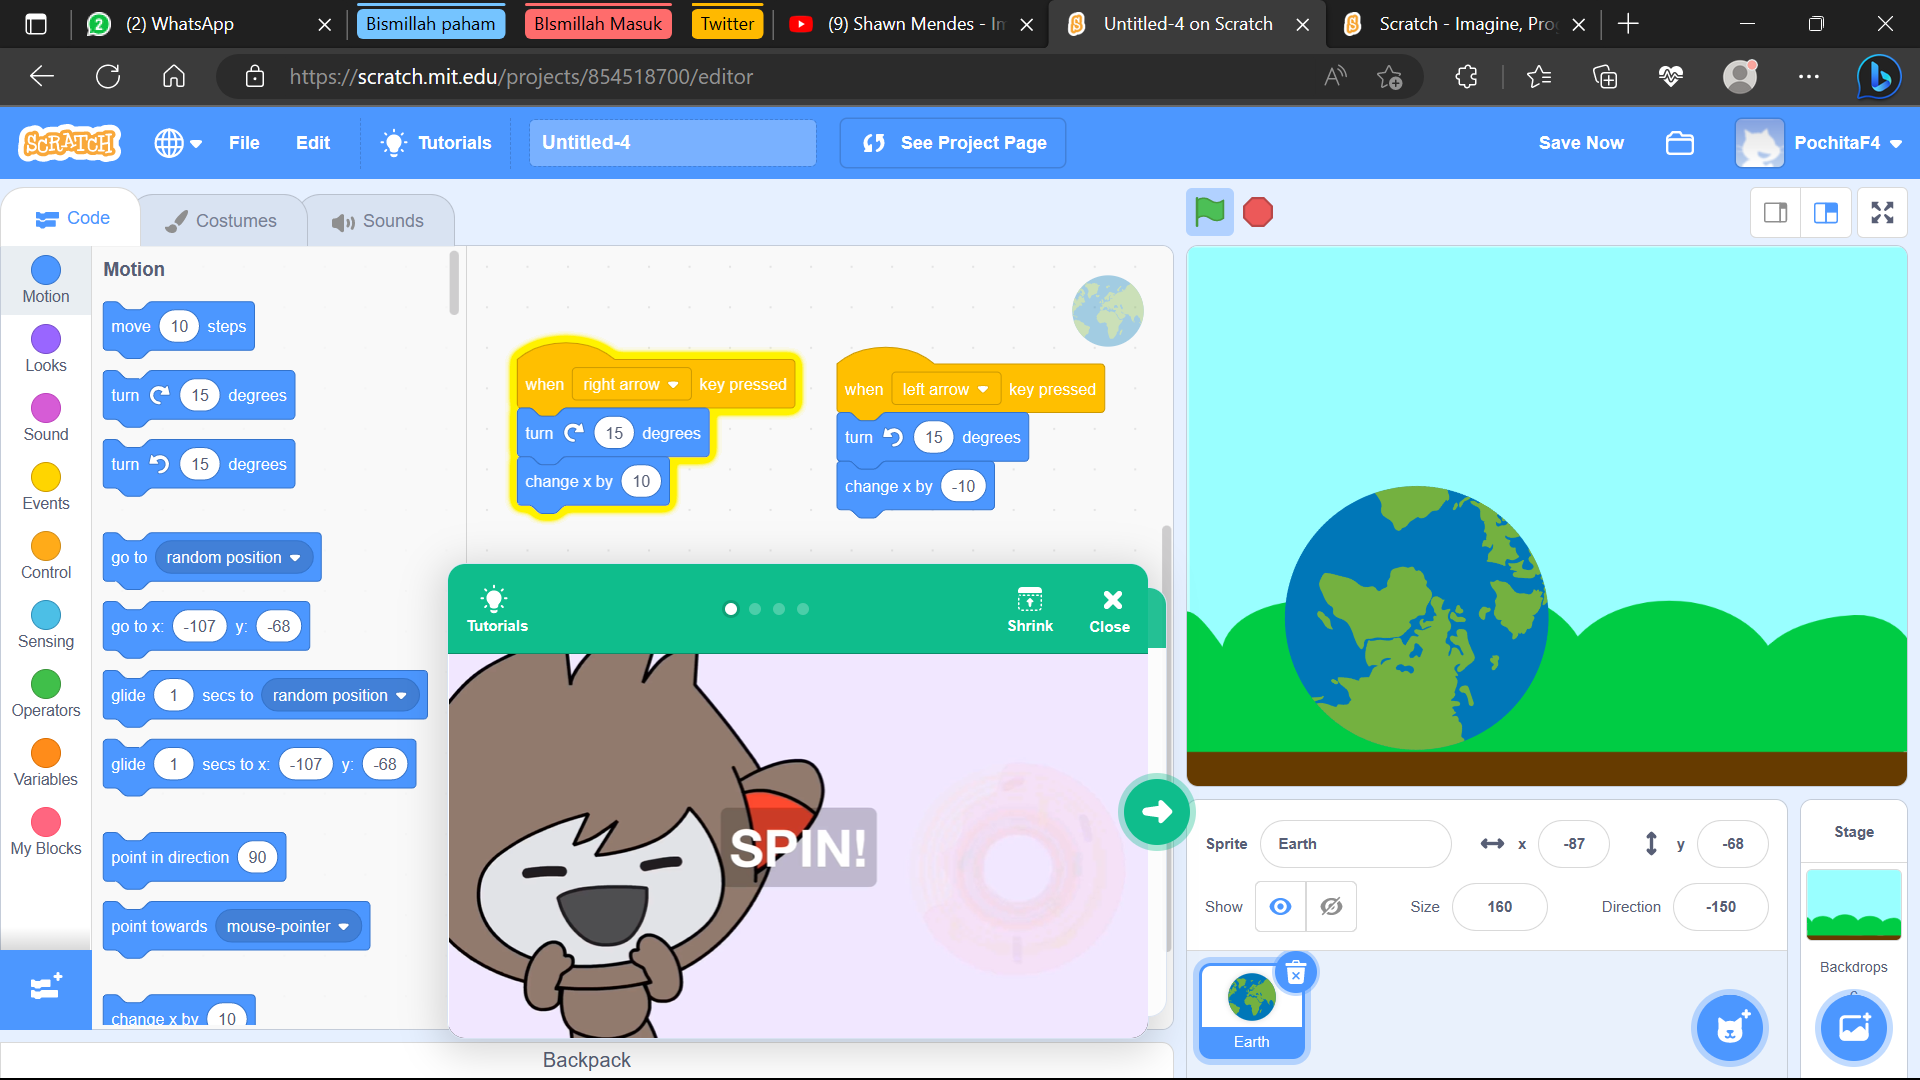 (2) WhatsApp
Bismillah paham
BIsmillah Masuk
Twitter
(9) Shawn Mendes - In
Untitled-4 on Scratch
Scratch - Imagine, Pro
https://scratch.mit.edu/projects/854518700/editor
SCRATCH
File
Edit
Tutorials
Untitled-4
See Project Page
Save Now
PochitaF4
Code
Costumes
Sounds
Motion
Looks
Sound
Events
Control
Sensing
Operators
Variables
My Blocks
Motion
move 10 steps
turn 15 degrees
turn 15 degrees
go to random position
go to x: -107 y: -68
glide 1 secs to random position
glide 1 secs to x: -107 y: -68
point in direction 90
point towards mouse-pointer
change x by 10
when right arrow key pressed
turn 15 degrees
change x by 10
when left arrow key pressed
turn 15 degrees
change x by -10
Tutorials
Shrink
Close
SPIN!
Backpack
Sprite Earth x -87 y -68
Show Size 160 Direction -150
Earth
Stage
Backdrops